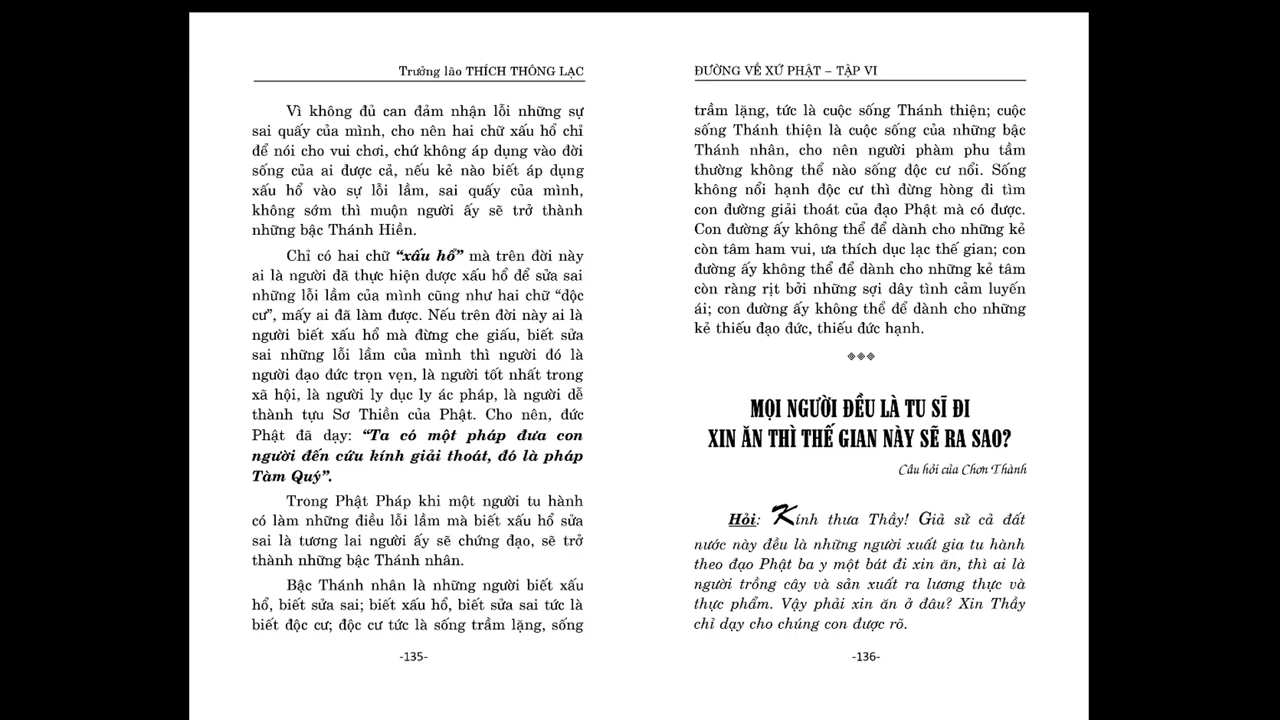 Trưởng lão THÍCH THÔNG LẠC
Vì không đủ can đảm nhận lỗi những sự
sai quấy của mình, cho nên hai chữ xấu hổ chỉ
để nói cho vui chơi, chứ không áp dụng vào đời
sống của ai được cả, nếu kẻ nào biết áp dụng
xấu hổ vào sự lỗi lầm, sai quấy của mình,
không sớm thì muộn người ấy sẽ trở thành
những bậc Thánh Hiền.
Chỉ có hai chữ “xấu hổ” mà trên đời này
ai là người đã thực hiện được xấu hổ để sửa sai
những lỗi lầm của mình cũng như hai chữ “độc
cư”, mấy ai đã làm được. Nếu trên đời này ai là
người biết xấu hổ mà đừng che giấu, biết sửa
sai những lỗi lầm của mình thì người đó là
người đạo đức trọn vẹn, là người tốt nhất trong
xã hội, là người ly dục ly ác pháp, là người dễ
thành tựu Sơ Thiền của Phật. Cho nên, đức
Phật đã dạy: “Ta có một pháp đưa con
người đến cứu kính giải thoát, đó là pháp
Tàm Quý”.
Trong Phật Pháp khi một người tu hành
có làm những điều lỗi lầm mà biết xấu hổ sửa
sai là tương lai người ấy sẽ chứng đạo, sẽ trở
thành những bậc Thánh nhân.
Bậc Thánh nhân là những người biết xấu
hổ, biết sửa sai; biết xấu hổ, biết sửa sai tức là
biết độc cư; độc cư tức là sống trầm lặng, sống
-135-
ĐƯỜNG VỀ XỨ PHẬT – TẬP VI
trầm lặng, tức là cuộc sống Thánh thiện; cuộc
sống Thánh thiện là cuộc sống của những bậc
Thánh nhân, cho nên người phàm phu tầm
thường không thể nào sống độc cư nổi. Sống
không nổi hạnh độc cư thì đừng hòng đi tìm
con đường giải thoát của đạo Phật mà có được.
Con đường ấy không thể để dành cho những kẻ
còn tâm ham vui, ưa thích dục lạc thế gian; con
đường ấy không thể để dành cho những kẻ tâm
còn ràng rịt bởi những sợi dây tình cảm luyến
ái; con đường ấy không thể để dành cho những
kẻ thiếu đạo đức, thiếu đức hạnh.
MỌI NGƯỜI ĐỀU LÀ TU SĨ ĐI
XIN ĂN THÌ THẾ GIAN NÀY SẼ RA SAO?
Câu hỏi của Chơn Thành
Hỏi: Kính thưa Thầy! Giả sử cả đất
nước này đều là những người xuất gia tu hành
theo đạo Phật ba y một bát đi xin ăn, thì ai là
người trồng cây và sản xuất ra lương thực và
thực phẩm. Vậy phải xin ăn ở đâu? Xin Thầy
chỉ dạy cho chúng con được rõ.
-136-